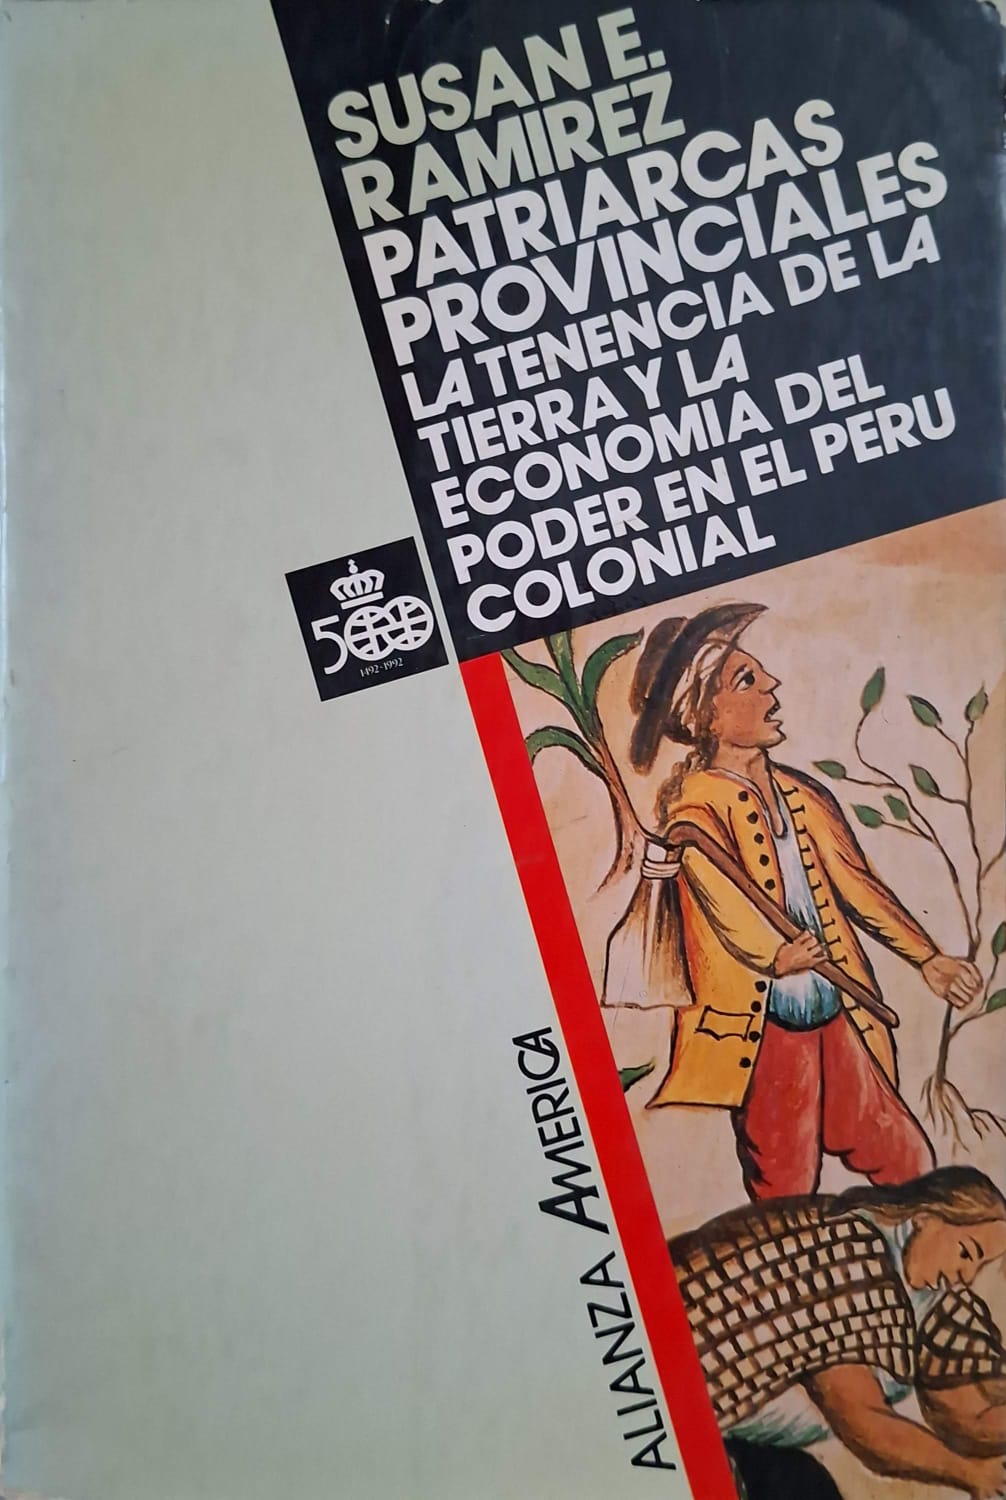 SUSAN E.
RAMIREZ
PATRIARCAS
PROVINCIALES
LA TENENCIA DE LA
TIERRA Y LA
ECONOMIA DEL
PODER EN EL PERU
COLONIAL
500
1492-1992
ALIANZA AMERICA